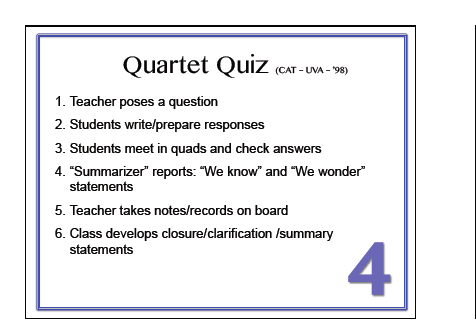 Quartet Quiz (CAT – UVA – '98)
1. Teacher poses a question
2. Students write/prepare responses
3. Students meet in quads and check answers
4. “Summarizer” reports: “We know” and “We wonder”
statements
5. Teacher takes notes/records on board
6. Class develops closure/clarification /summary
statements
4